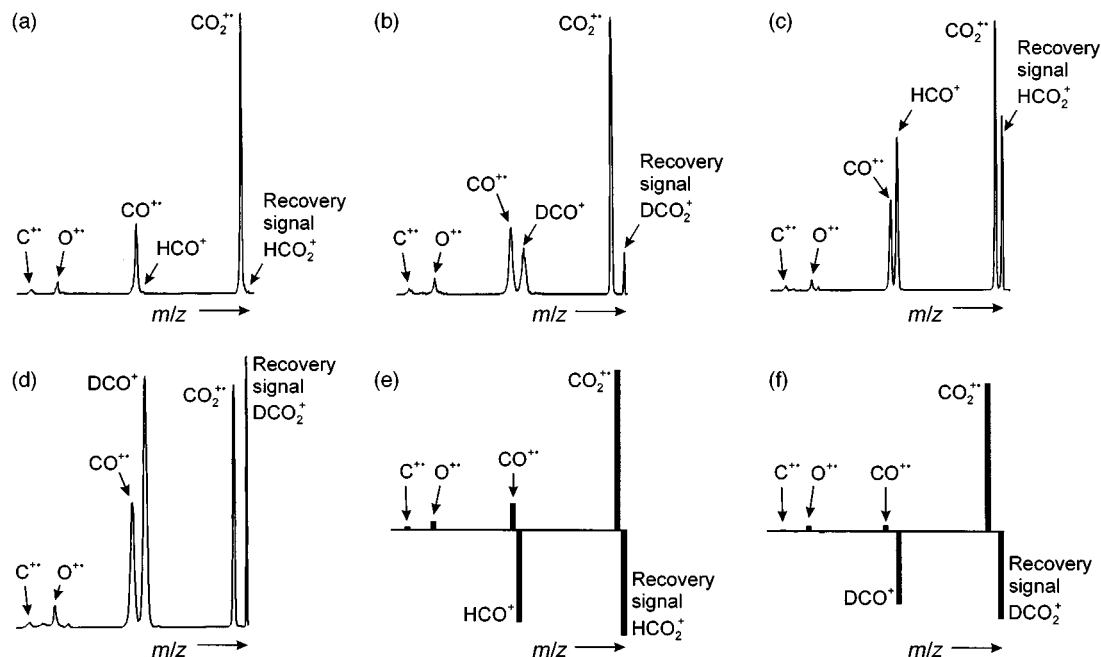 (a)
CO₂⁺•
CO⁺•
C⁺•
O⁺•
HCO⁺
Recovery
signal
HCO₂⁺
m/z
(b)
CO₂⁺•
CO⁺•
C⁺•
O⁺•
DCO⁺
Recovery
signal
DCO₂⁺
m/z
(c)
CO₂⁺•
Recovery
signal
HCO₂⁺
HCO⁺
CO⁺•
C⁺•
O⁺•
m/z
(d)
DCO⁺
CO₂⁺•
Recovery
signal
DCO₂⁺
CO⁺•
C⁺•
O⁺•
m/z
(e)
CO₂⁺•
C⁺•
O⁺•
CO⁺•
HCO⁺
Recovery
signal
HCO₂⁺
m/z
(f)
CO₂⁺•
C⁺•
O⁺•
CO⁺•
DCO⁺
Recovery
signal
DCO₂⁺
m/z